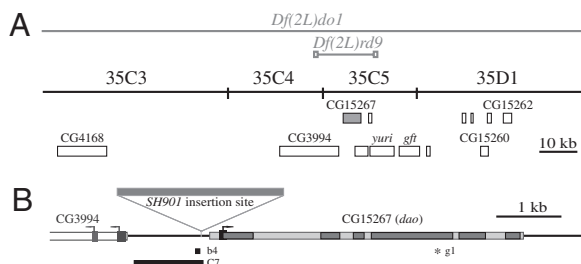 A
Df(2L)do1
Df(2L)rd9
35C3 35C4 35C5 35D1
CG15267 CG15262
CG4168 CG3994 yuri gft CG15260
10 kb
B
SH901 insertion site
1 kb
CG3994 CG15267 (dao)
b4 * g1
C7